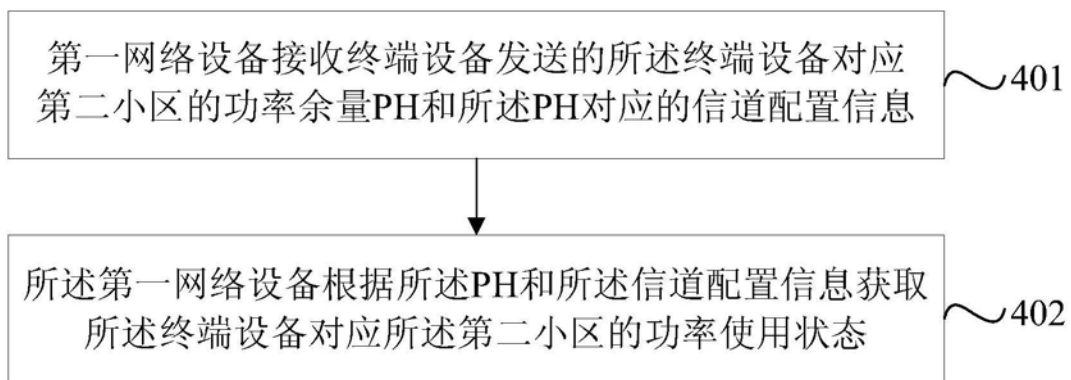 第一网络设备接收终端设备发送的所述终端设备对应
第二小区的功率余量PH和所述PH对应的信道配置信息
401
所述第一网络设备根据所述PH和所述信道配置信息获取
所述终端设备对应所述第二小区的功率使用状态
402